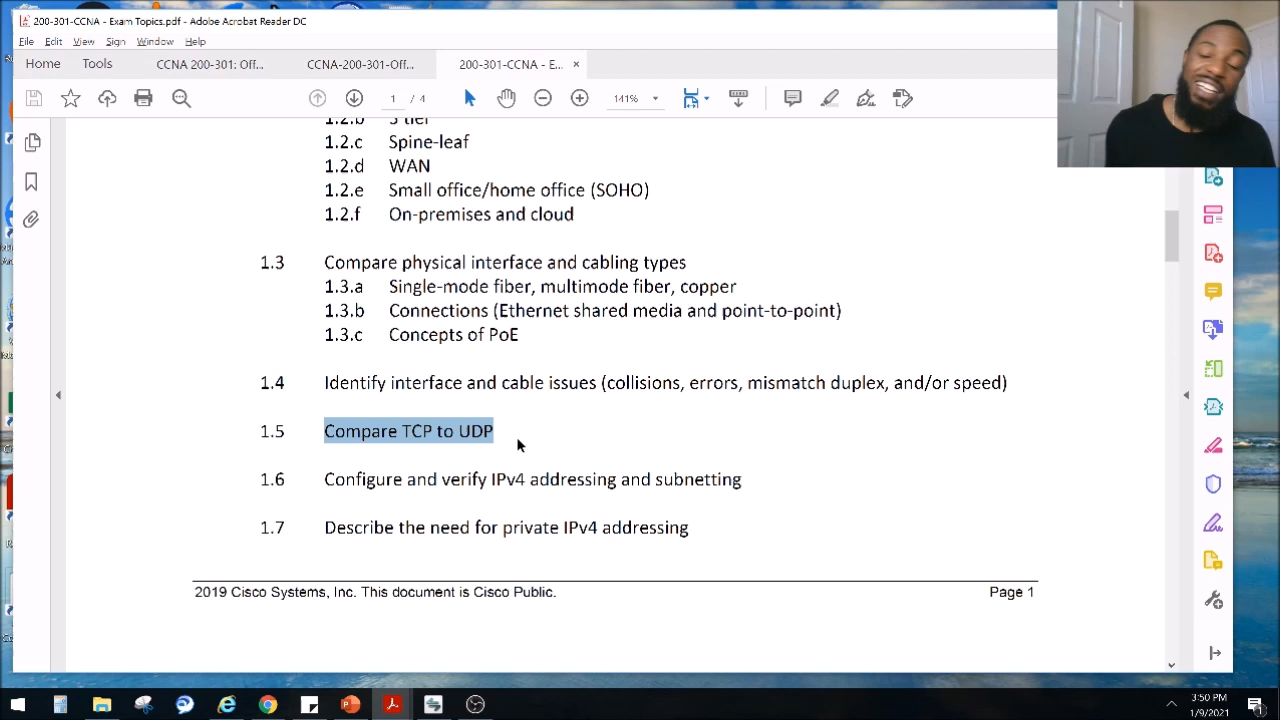 200-301-CCNA - Exam Topics.pdf - Adobe Acrobat Reader DC
File Edit View Sign Window Help
Home Tools CCNA 200-301: Off... CCNA-200-301-Off... 200-301-CCNA - E... ×
1 / 4 141%
1.2.b 3 tier
1.2.c Spine-leaf
1.2.d WAN
1.2.e Small office/home office (SOHO)
1.2.f On-premises and cloud
1.3 Compare physical interface and cabling types
1.3.a Single-mode fiber, multimode fiber, copper
1.3.b Connections (Ethernet shared media and point-to-point)
1.3.c Concepts of PoE
1.4 Identify interface and cable issues (collisions, errors, mismatch duplex, and/or speed)
1.5 Compare TCP to UDP
1.6 Configure and verify IPv4 addressing and subnetting
1.7 Describe the need for private IPv4 addressing
2019 Cisco Systems, Inc. This document is Cisco Public. Page 1
3:50 PM
1/9/2021